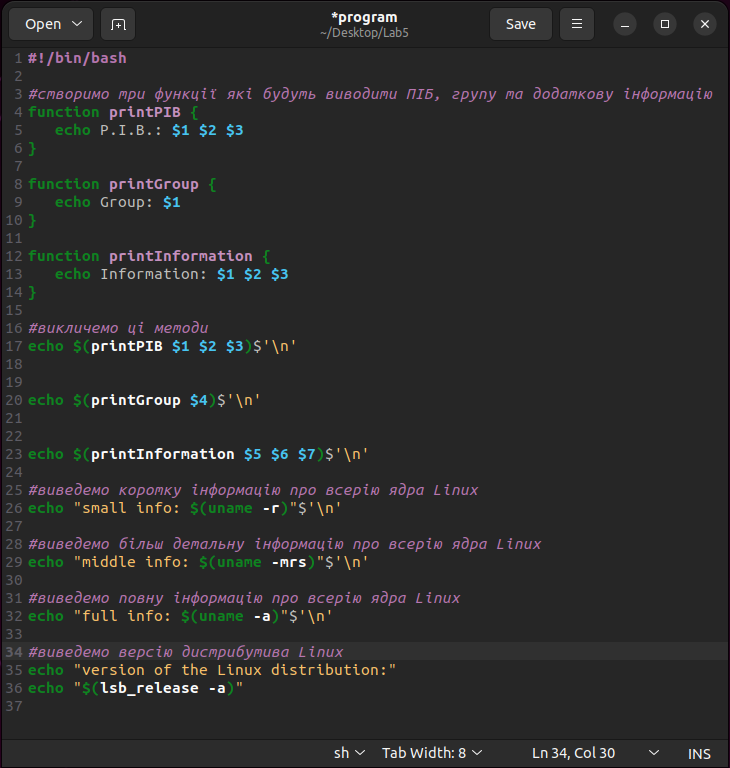 Open
*program
~/Desktop/Lab5
Save
1 #!/bin/bash
2
3 #створимо три функції які будуть виводити ПІБ, групу та додаткову інформацію
4 function printPIB {
5    echo P.I.B.: $1 $2 $3
6 }
7
8 function printGroup {
9    echo Group: $1
10 }
11
12 function printInformation {
13    echo Information: $1 $2 $3
14 }
15
16 #викличемо ці методи
17 echo $(printPIB $1 $2 $3)$'\n'
18
19
20 echo $(printGroup $4)$'\n'
21
22
23 echo $(printInformation $5 $6 $7)$'\n'
24
25 #виведемо коротку інформацію про всерію ядра Linux
26 echo "small info: $(uname -r)"$'\n'
27
28 #виведемо більш детальну інформацію про всерію ядра Linux
29 echo "middle info: $(uname -mrs)"$'\n'
30
31 #виведемо повну інформацію про всерію ядра Linux
32 echo "full info: $(uname -a)"$'\n'
33
34 #виведемо версію дистрибутива Linux
35 echo "version of the Linux distribution:"
36 echo "$(lsb_release -a)"
37
sh Tab Width: 8 Ln 34, Col 30 INS